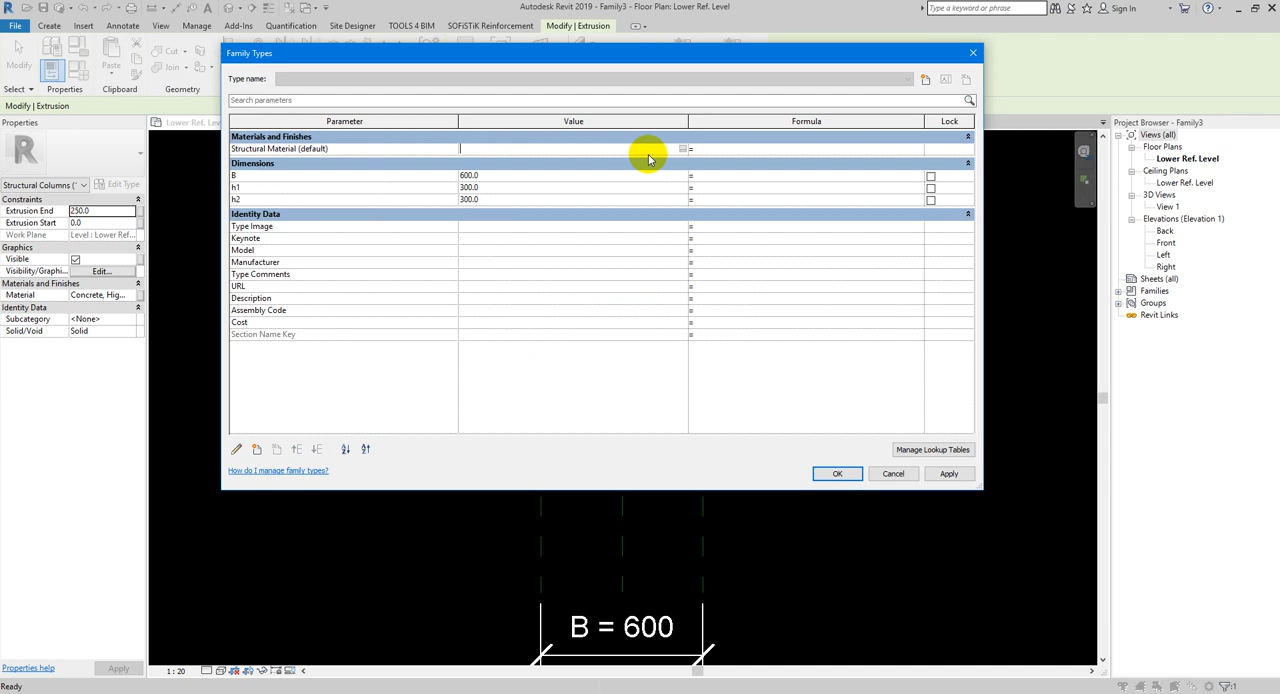 Autodesk Revit 2019 - Family3 - Floor Plan: Lower Ref. Level
Type a keyword or phrase
Sign In
File Create Insert Annotate View Manage Add-Ins Quantification Site Designer TOOLS 4 BIM SOFiSTiK Reinforcement Modify | Extrusion
Modify
Paste
Cut
Join
Select Properties Clipboard Geometry
Modify | Extrusion
Properties
Structural Columns (
Edit Type
Constraints
Extrusion End 250.0
Extrusion Start 0.0
Work Plane Level : Lower Ref...
Graphics
Visible
Visibility/Graphi... Edit...
Materials and Finishes
Material Concrete, Hig...
Identity Data
Subcategory <None>
Solid/Void Solid
Properties help
Apply
Lower Ref. Lev
Family Types
Type name:
Search parameters
Parameter Value Formula Lock
Materials and Finishes
Structural Material (default) =
Dimensions
B 600.0 =
h1 300.0 =
h2 300.0 =
Identity Data
Type Image =
Keynote =
Model =
Manufacturer =
Type Comments =
URL =
Description =
Assembly Code =
Cost =
Section Name Key =
Manage Lookup Tables
How do I manage family types?
OK Cancel Apply
B = 600
Project Browser - Family3
Views (all)
Floor Plans
Lower Ref. Level
Ceiling Plans
Lower Ref. Level
3D Views
View 1
Elevations (Elevation 1)
Back
Front
Left
Right
Sheets (all)
Families
Groups
Revit Links
1 : 20
Ready
:1